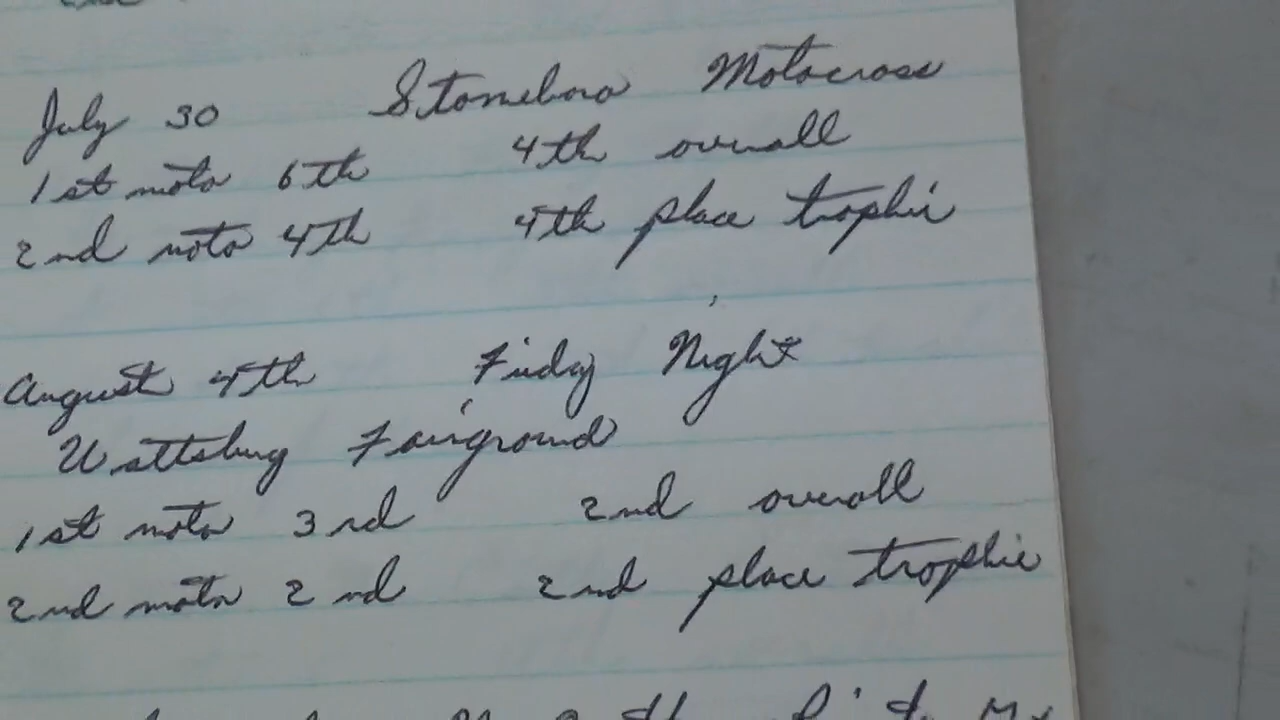 July 30 Stoneboro Motocross
1st moto 6th 4th overall
2nd moto 4th 4th place trophie
August 4th Friday Night
Wattsburg Fairground
1st moto 3rd 2nd overall
2nd moto 2nd 2nd place trophie